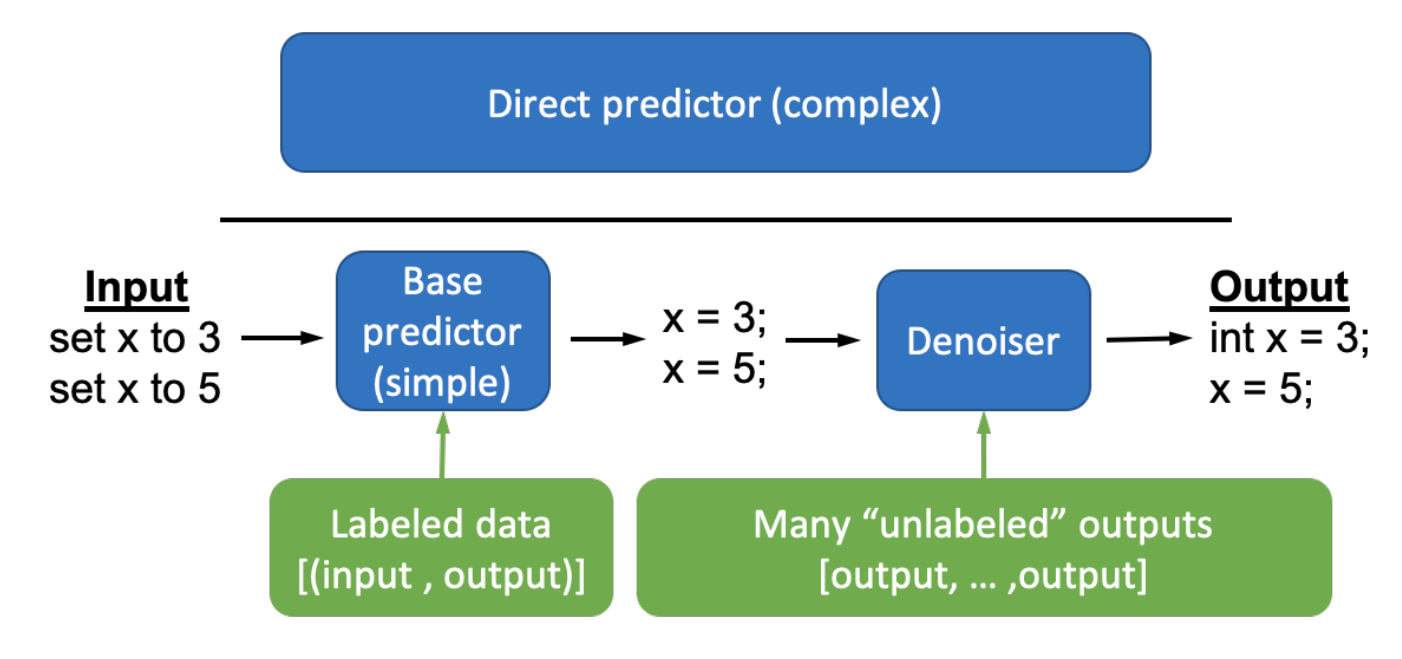 Direct predictor (complex)
Input
set x to 3
set x to 5
Base
predictor
(simple)
x = 3;
x = 5;
Denoiser
Output
int x = 3;
x = 5;
Labeled data
[(input , output)]
Many “unlabeled” outputs
[output, ... ,output]